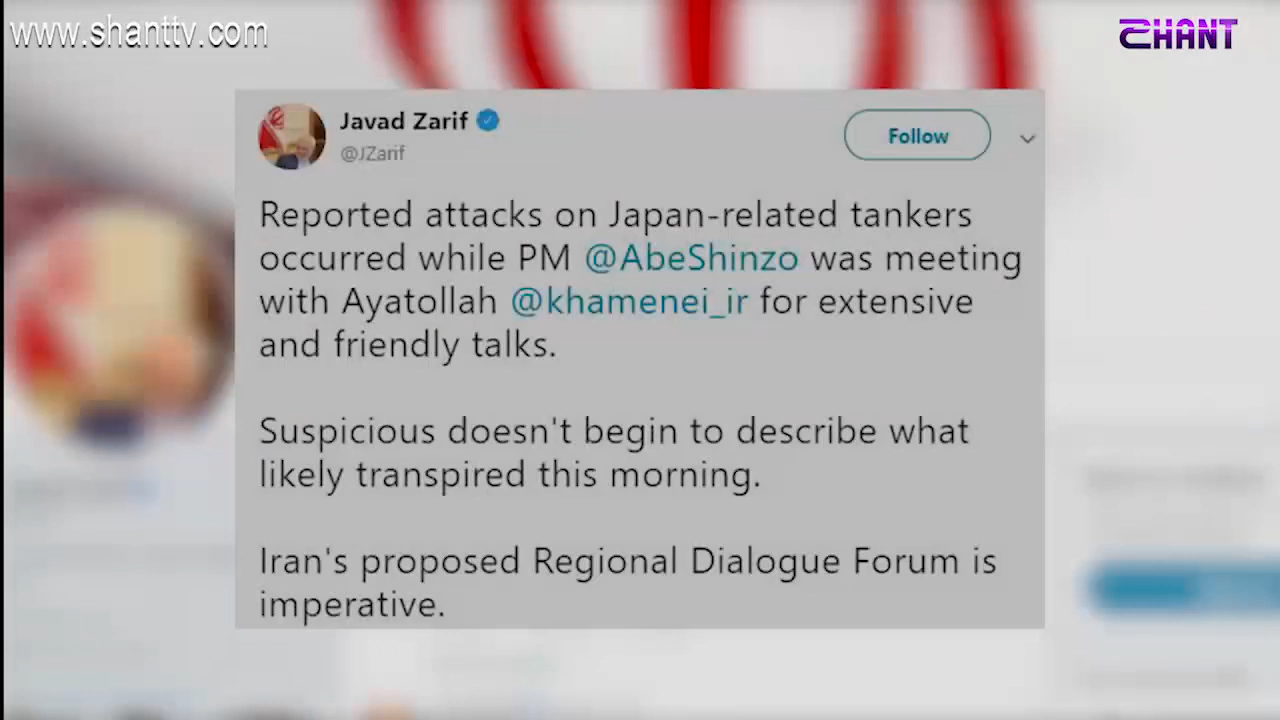 www.shanttv.com
SHANT
Javad Zarif
@JZarif
Follow
Reported attacks on Japan-related tankers
occurred while PM @AbeShinzo was meeting
with Ayatollah @khamenei_ir for extensive
and friendly talks.
Suspicious doesn't begin to describe what
likely transpired this morning.
Iran's proposed Regional Dialogue Forum is
imperative.